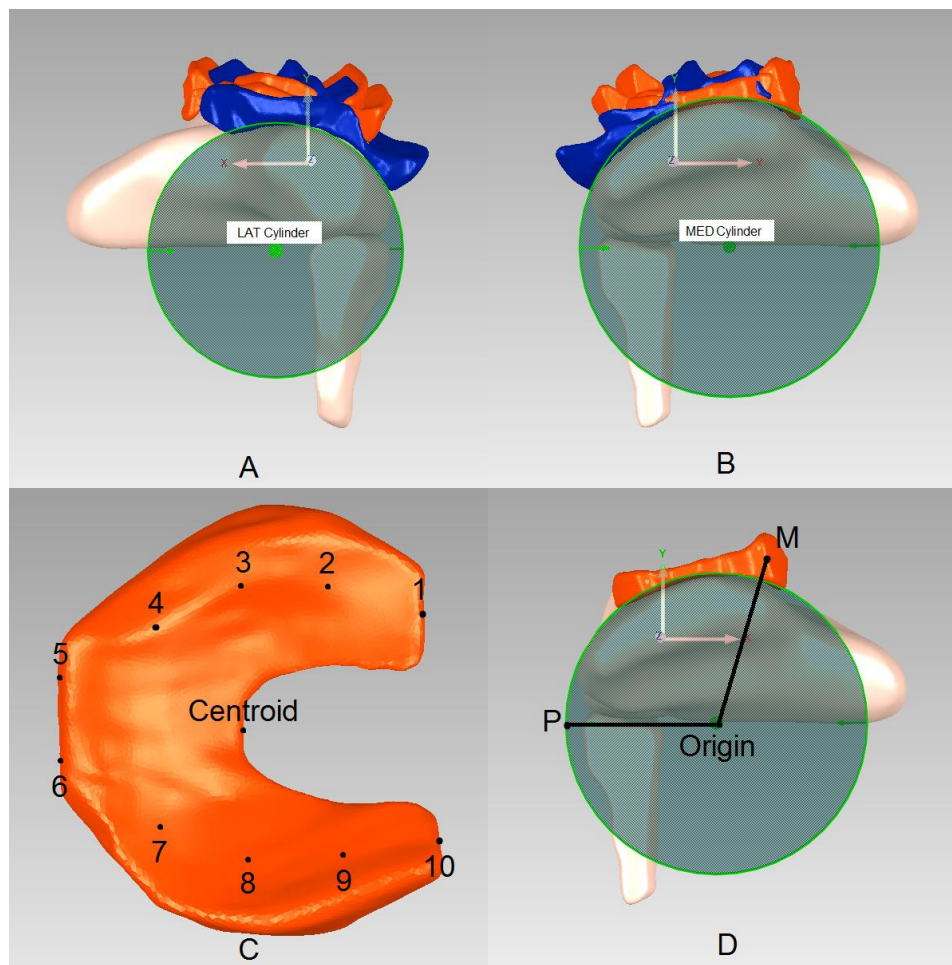 Y
X
Z
LAT Cylinder
A
Y
Z
X
MED Cylinder
B
3
2
4
1
5
Centroid
6
7
10
8
9
C
M
Y
Z
X
P
Origin
D